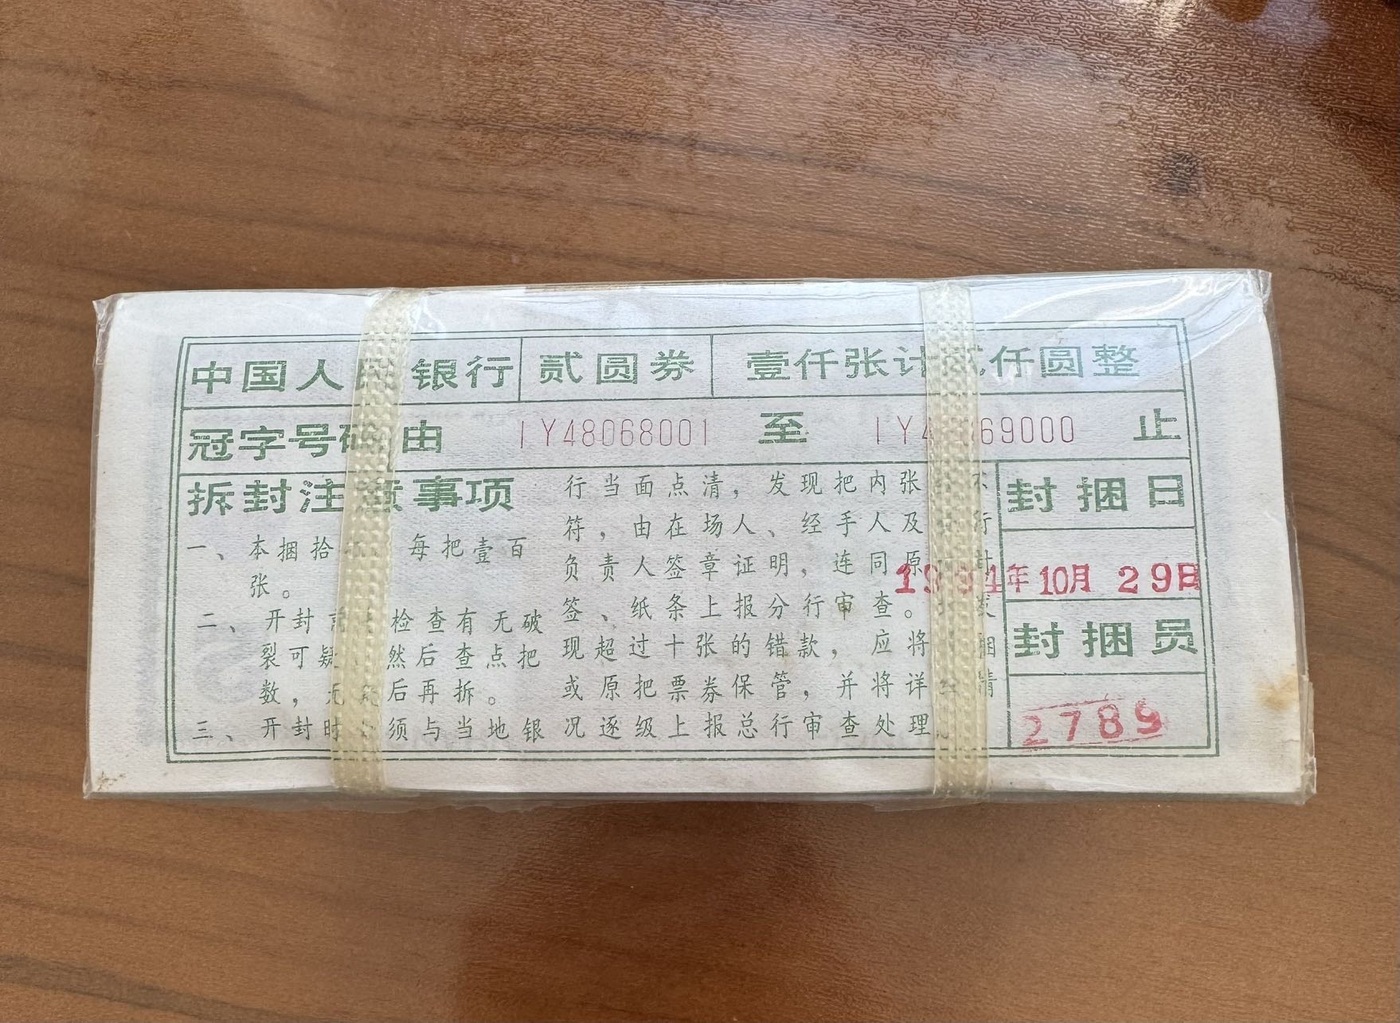 中国人民银行 贰圆券 壹仟张计贰仟圆整
冠字号码由 IY48068001 至 IY4 69000 止
拆封注意事项
一、本捆拾 每把壹百
张。
二、开封 检查有无破
裂可疑 然后查点把
数, 后再拆。
三、开封时 须与当地银
行当面点清,发现把内张
符,由在场人、经手人及 行
负责人签章证明,连同原 封
签、纸条上报分行审查。
现超过十张的错款,应将 捆
或原把票券保管,并将详 情
况逐级上报总行审查处理。
封捆日
1994年10月29日
封捆员
2789